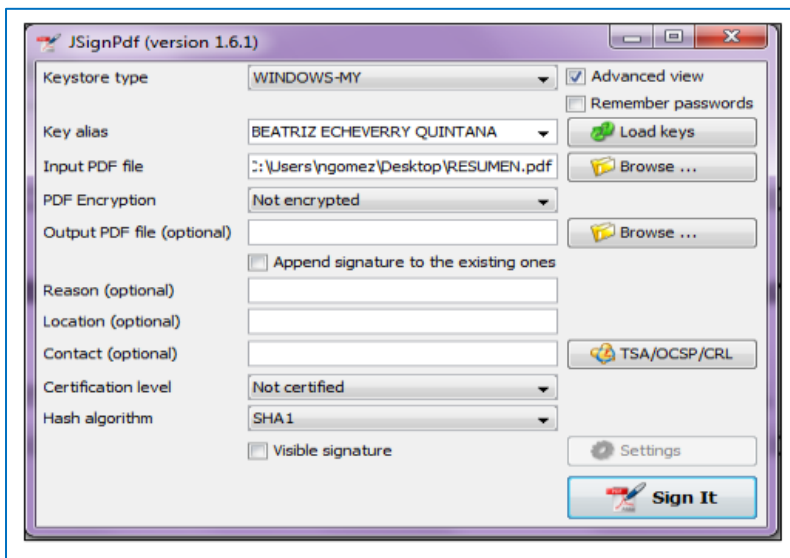 JSignPdf (version 1.6.1)
Keystore type WINDOWS-MY Advanced view
Remember passwords
Key alias BEATRIZ ECHEVERRY QUINTANA Load keys
Input PDF file :\Users\ngomez\Desktop\RESUMEN.pdf Browse ...
PDF Encryption Not encrypted
Output PDF file (optional) Browse ...
Append signature to the existing ones
Reason (optional)
Location (optional)
Contact (optional) TSA/OCSP/CRL
Certification level Not certified
Hash algorithm SHA1
Visible signature Settings
Sign It